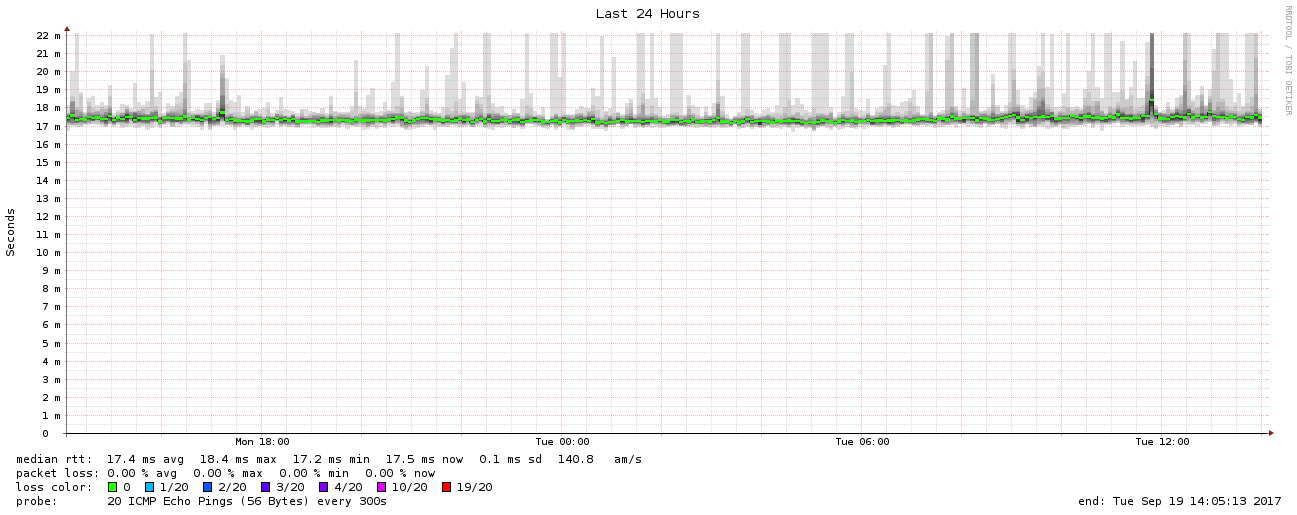 Last 24 Hours
RRDTOOL / TOBI OETIKER
Seconds
22 m
21 m
20 m
19 m
18 m
17 m
16 m
15 m
14 m
13 m
12 m
11 m
10 m
9 m
8 m
7 m
6 m
5 m
4 m
3 m
2 m
1 m
0
Mon 18:00 Tue 00:00 Tue 06:00 Tue 12:00
median rtt: 17.4 ms avg 18.4 ms max 17.2 ms min 17.5 ms now 0.1 ms sd 140.8 am/s
packet loss: 0.00 % avg 0.00 % max 0.00 % min 0.00 % now
loss color: 0 1/20 2/20 3/20 4/20 10/20 19/20
probe: 20 ICMP Echo Pings (56 Bytes) every 300s end: Tue Sep 19 14:05:13 2017